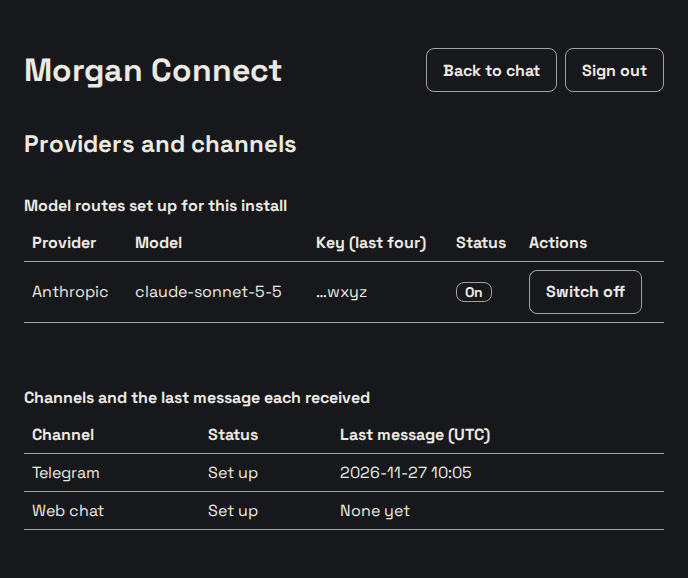 Morgan Connect
Back to chat
Sign out
Providers and channels
Model routes set up for this install
Provider Model Key (last four) Status Actions
Anthropic claude-sonnet-5-5 …wxyz On Switch off
Channels and the last message each received
Channel Status Last message (UTC)
Telegram Set up 2026-11-27 10:05
Web chat Set up None yet